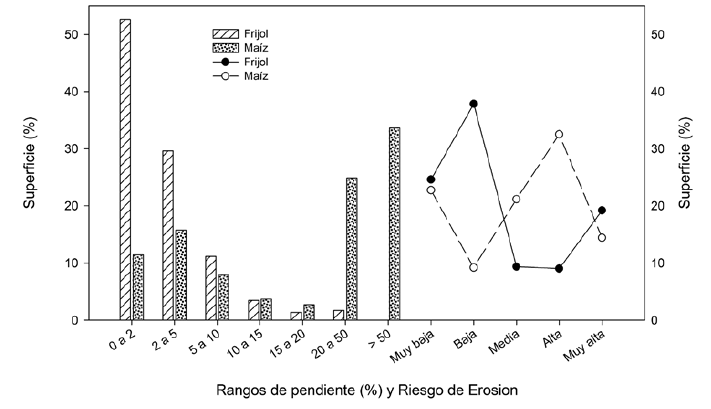 Frijol
Maíz
Frijol
Maíz
Superficie (%)
50
40
30
20
10
0
50
40
30
20
10
0
Superficie (%)
0 a 2
2 a 5
5 a 10
10 a 15
15 a 20
20 a 50
> 50
Muy baja
Baja
Media
Alta
Muy alta
Rangos de pendiente (%) y Riesgo de Erosion